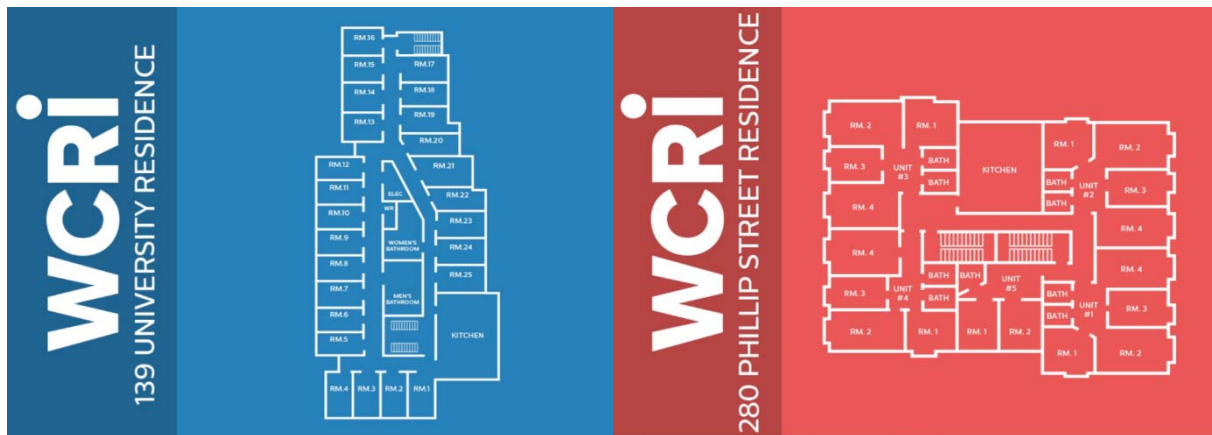 WCRi
139 UNIVERSITY RESIDENCE
RM.16
RM.15
RM.17
RM.14
RM.18
RM.13
RM.19
RM.20
RM.12
RM.21
RM.11
ELEC
RM.22
RM.10
WR
RM.23
RM.9
WOMEN'S
BATHROOM
RM.24
RM.8
RM.25
RM.7
MEN'S
BATHROOM
RM.6
RM.5
KITCHEN
RM.4
RM.3
RM.2
RM.1
WCRi
280 PHILLIP STREET RESIDENCE
RM. 2
RM. 1
RM. 1
RM. 2
RM. 3
UNIT
#3
BATH
BATH
KITCHEN
BATH
BATH
UNIT
#2
RM. 3
RM. 4
RM. 4
RM. 4
BATH
BATH
UNIT
#5
RM. 4
RM. 3
UNIT
#4
BATH
BATH
BATH
UNIT
#1
RM. 3
RM. 2
RM. 1
RM. 1
RM. 2
RM. 1
RM. 2